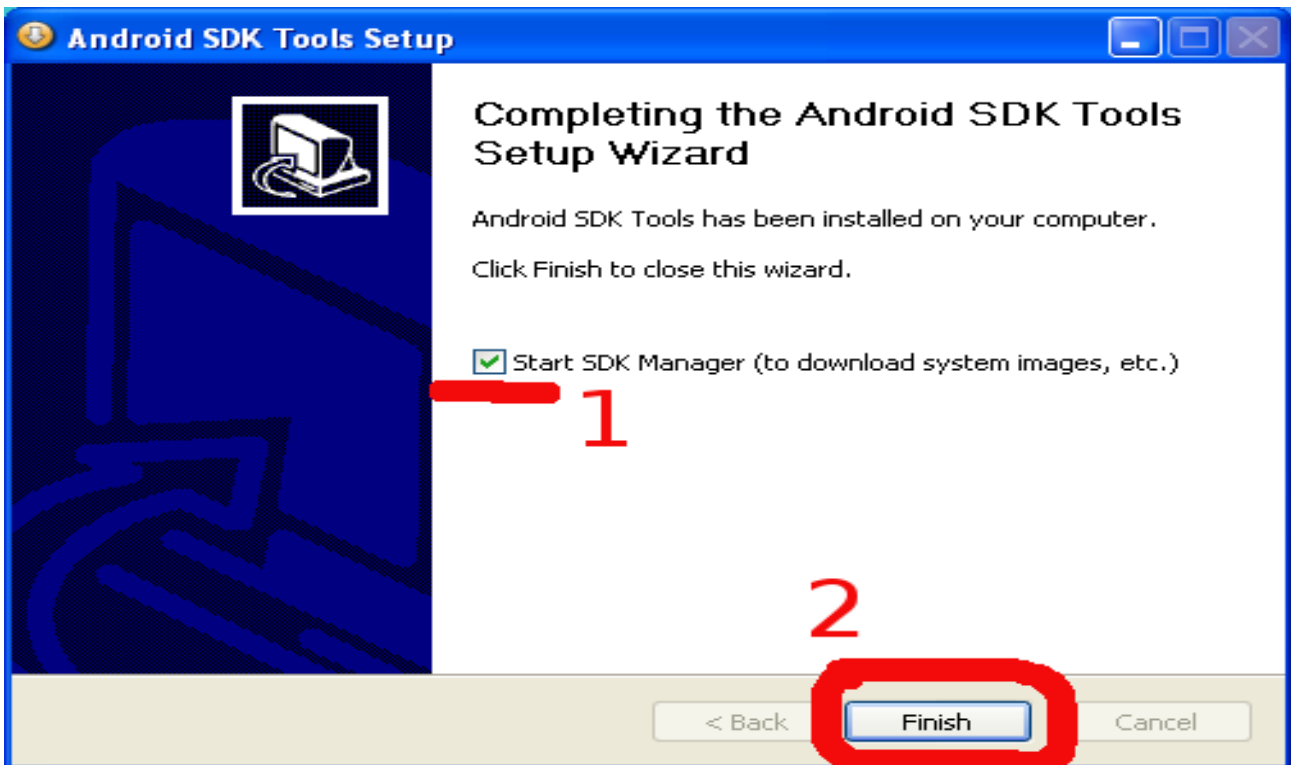 Android SDK Tools Setup
Completing the Android SDK Tools
Setup Wizard
Android SDK Tools has been installed on your computer.
Click Finish to close this wizard.
Start SDK Manager (to download system images, etc.)
1
2
< Back
Finish
Cancel